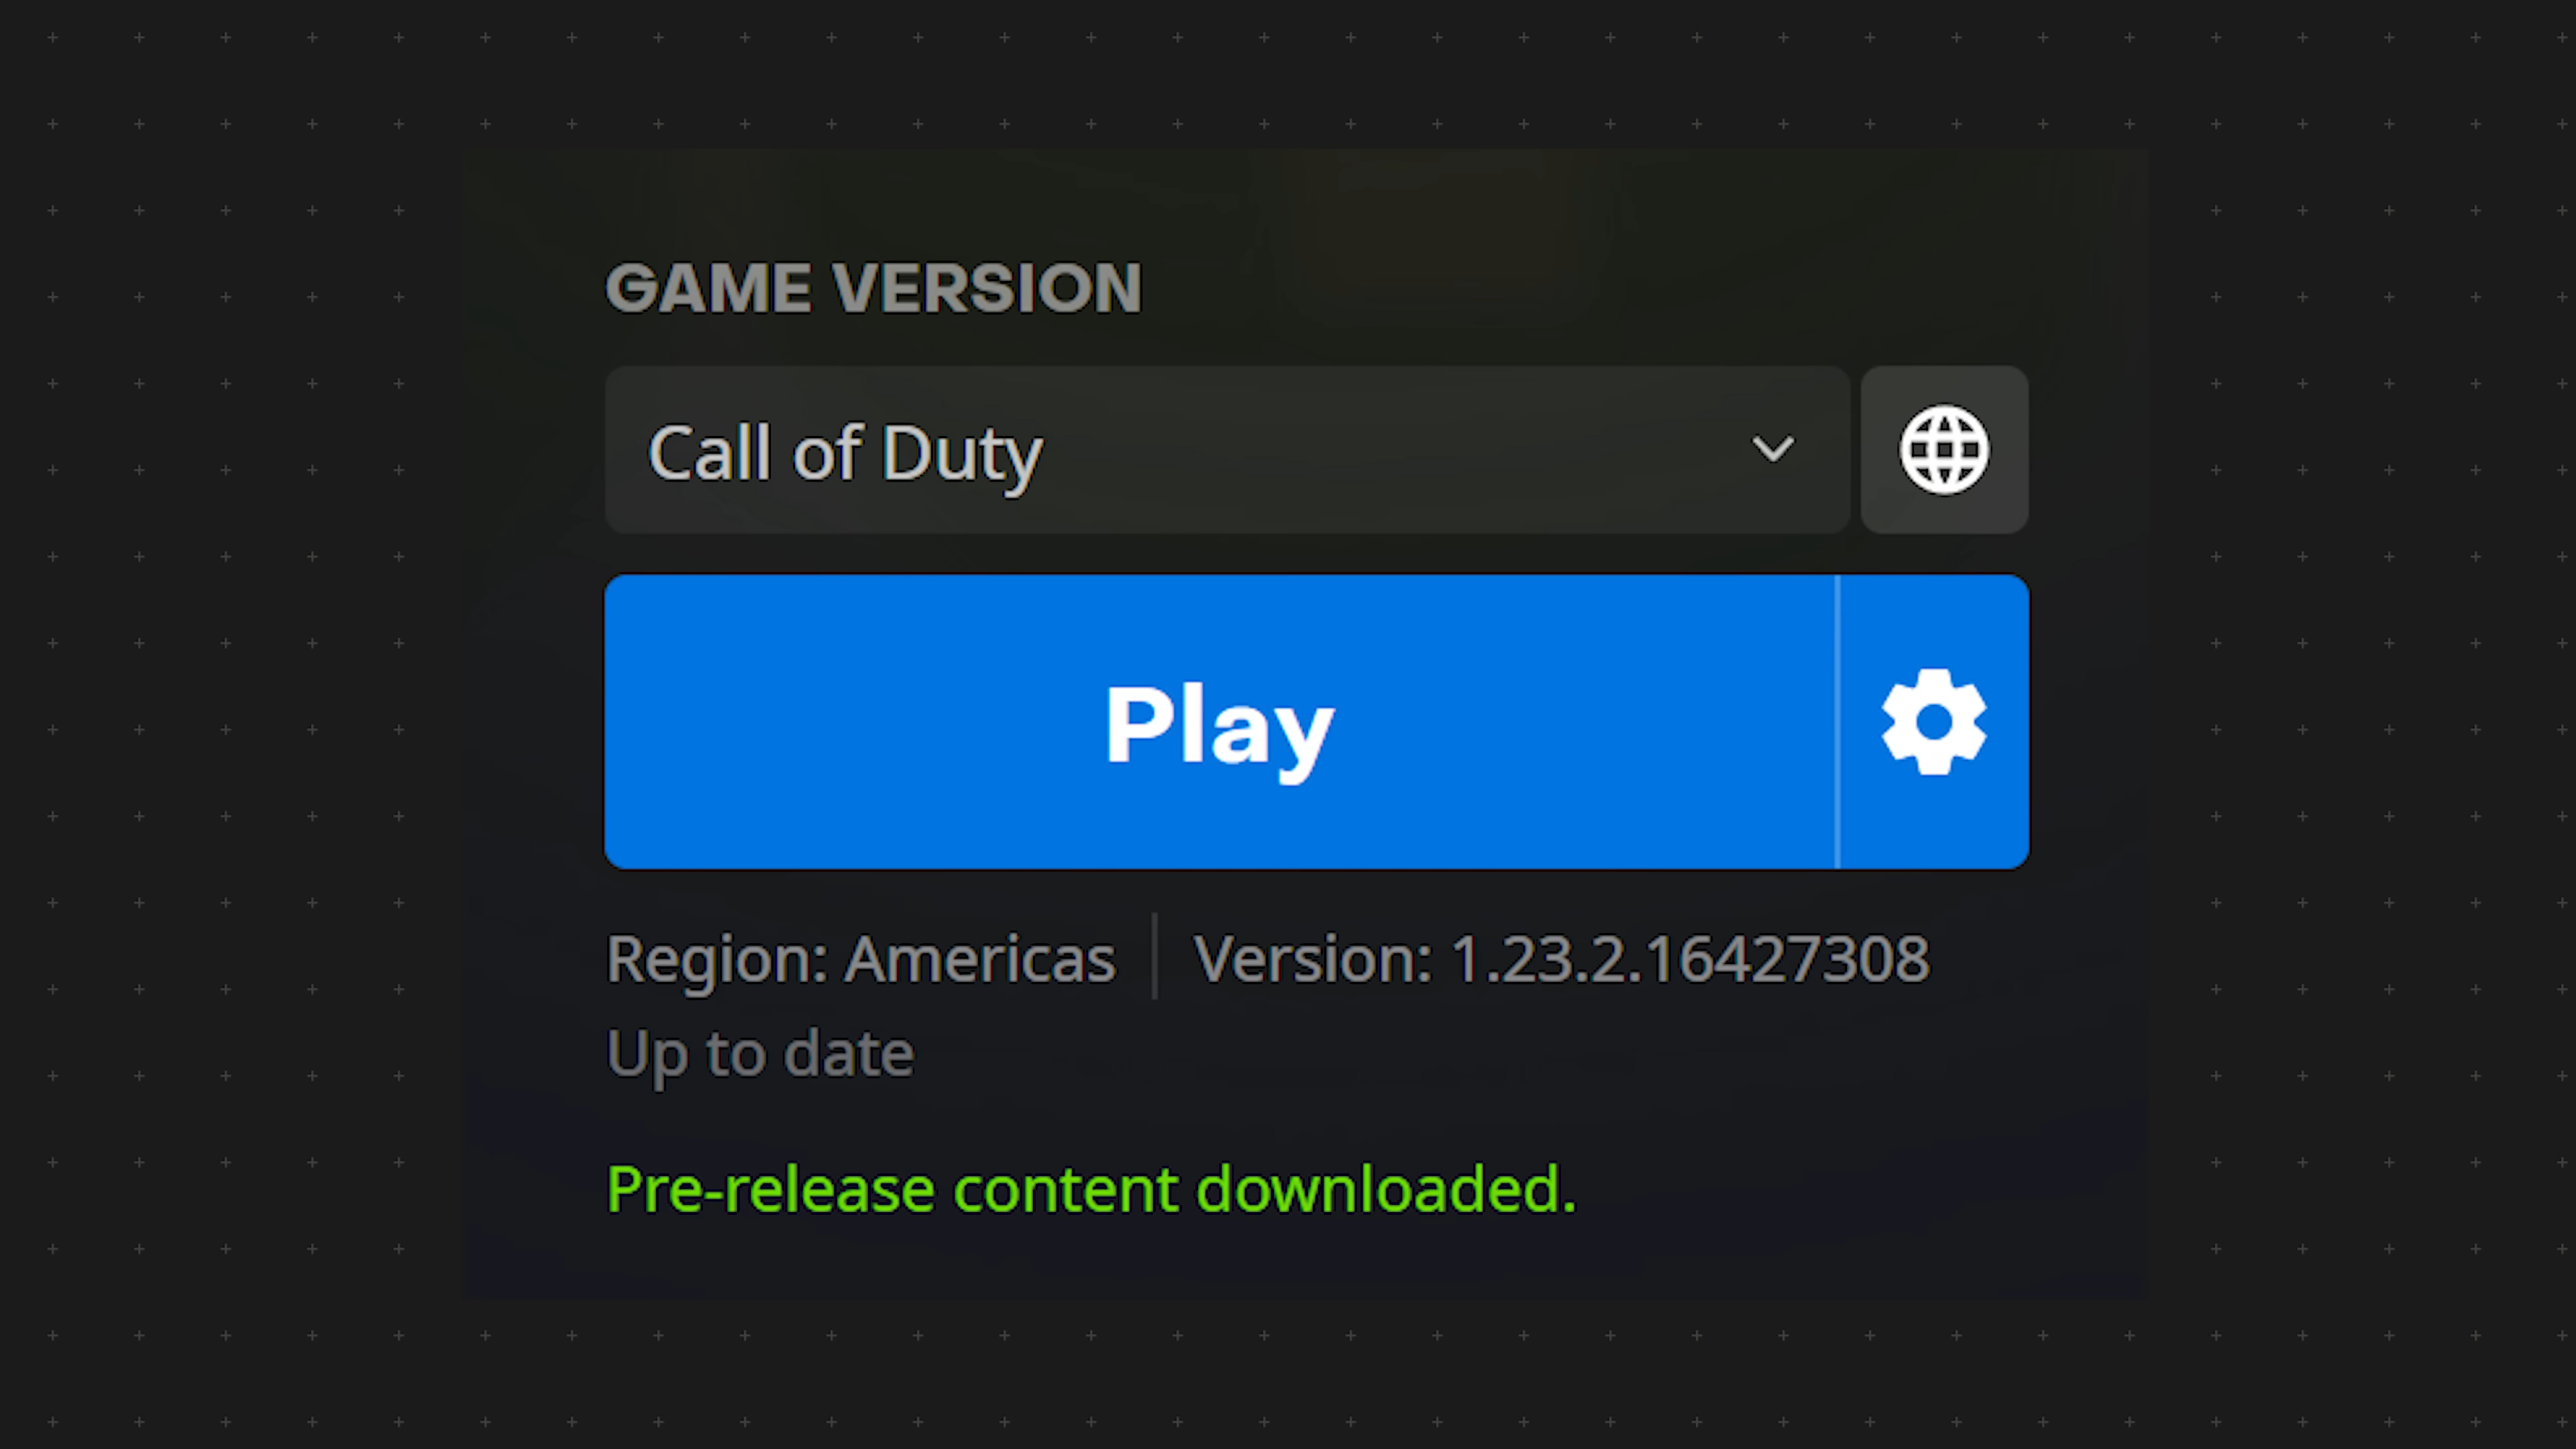 GAME VERSION
Call of Duty
Play
Region: Americas | Version: 1.23.2.16427308
Up to date
Pre-release content downloaded.